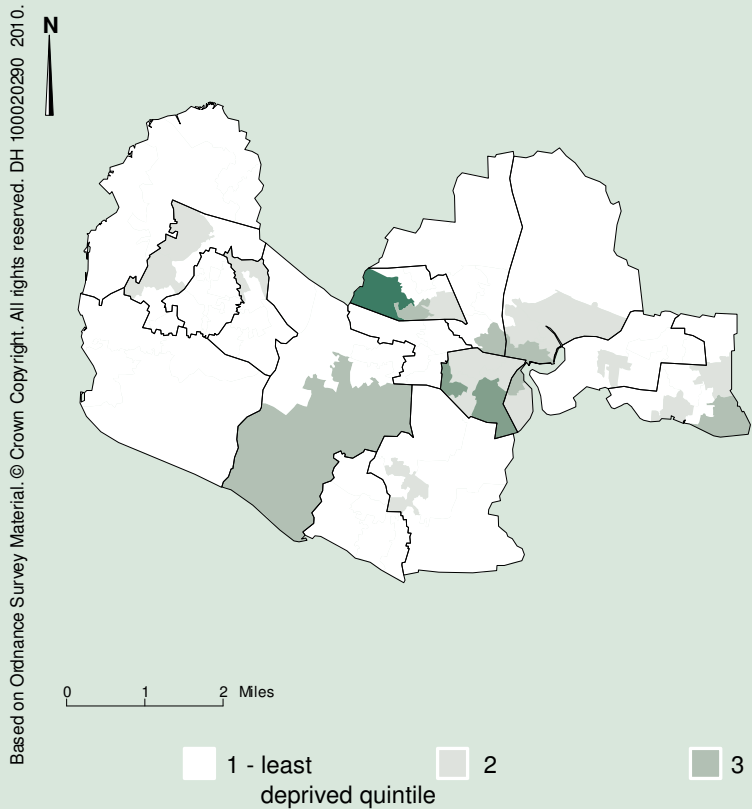 Based on Ordnance Survey Material. © Crown Copyright. All rights reserved. DH 100020290 2010.
N
0 1 2 Miles
1 - least
deprived quintile
2
3